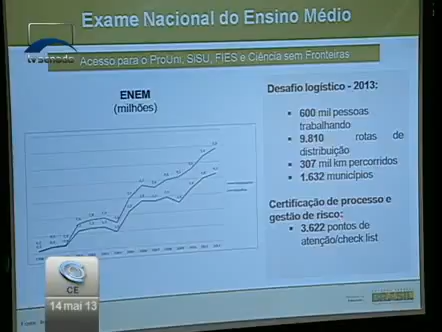 Exame Nacional do Ensino Médio
tv senado
Acesso para o ProUni, SiSU, FIES e Ciência sem Fronteiras
ENEM
(milhões)
Desafio logístico - 2013:
▪ 600 mil pessoas
trabalhando
▪ 9.810 rotas de
distribuição
▪ 307 mil km percorridos
▪ 1.632 municípios
Certificação de processo e
gestão de risco:
▪ 3.622 pontos de
atenção/check list
CE
14 mai 13